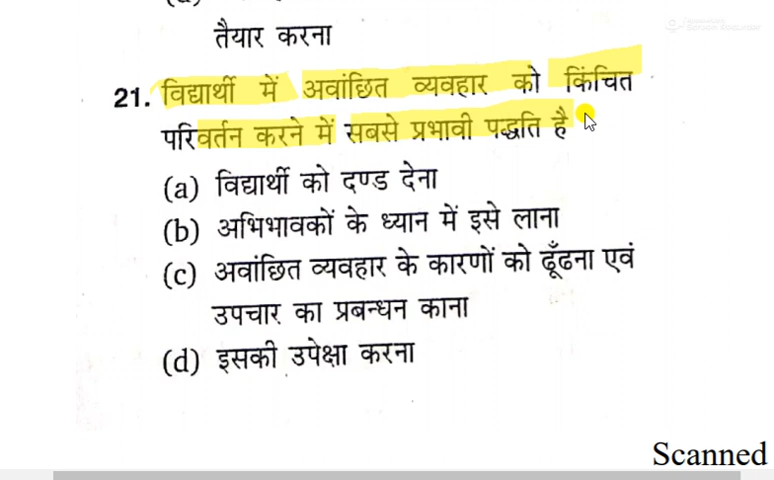 तैयार करना
21. विद्यार्थी में अवांछित व्यवहार को किंचित
परिवर्तन करने में सबसे प्रभावी पद्धति है
(a) विद्यार्थी को दण्ड देना
(b) अभिभावकों के ध्यान में इसे लाना
(c) अवांछित व्यवहार के कारणों को ढूँढना एवं
उपचार का प्रबन्धन काना
(d) इसकी उपेक्षा करना
Scanned